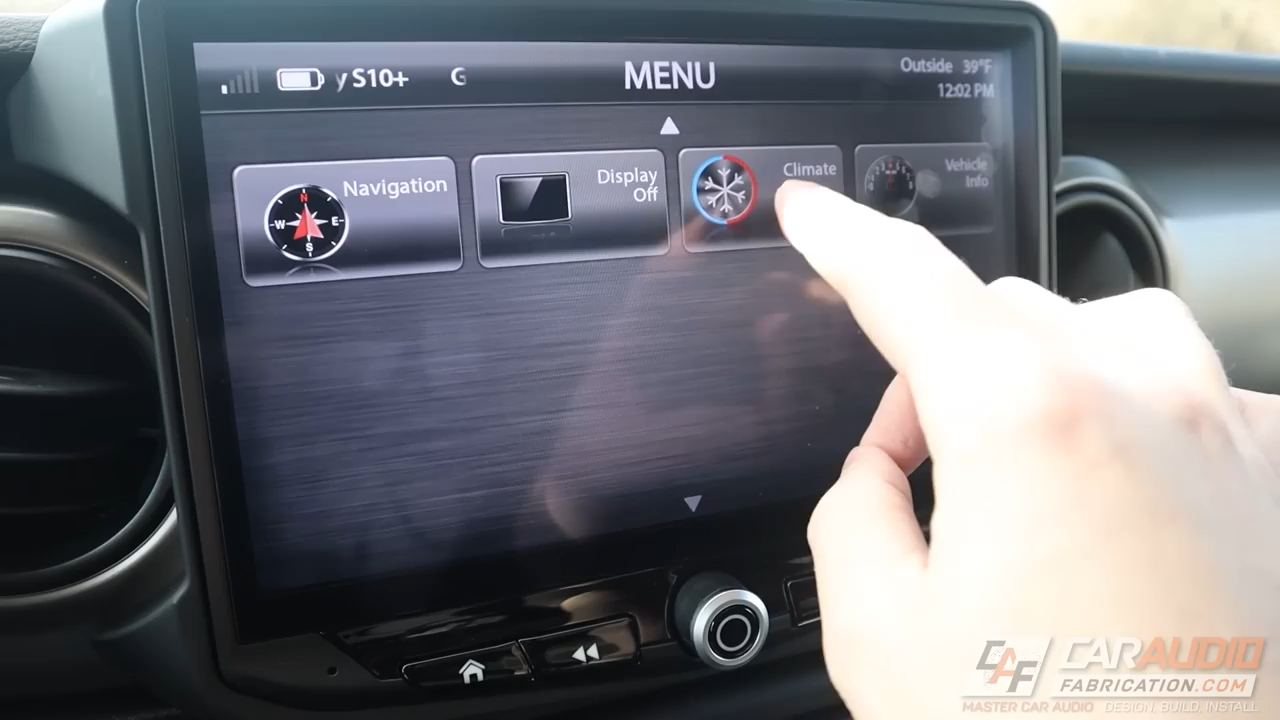 y S10+
G
MENU
Outside 39°F
12:02 PM
Navigation
N
W
E
S
Display
Off
Climate
Vehicle
Info
CAF
CARAUDIO
FABRICATION.COM
MASTER CAR AUDIO DESIGN, BUILD, INSTALL